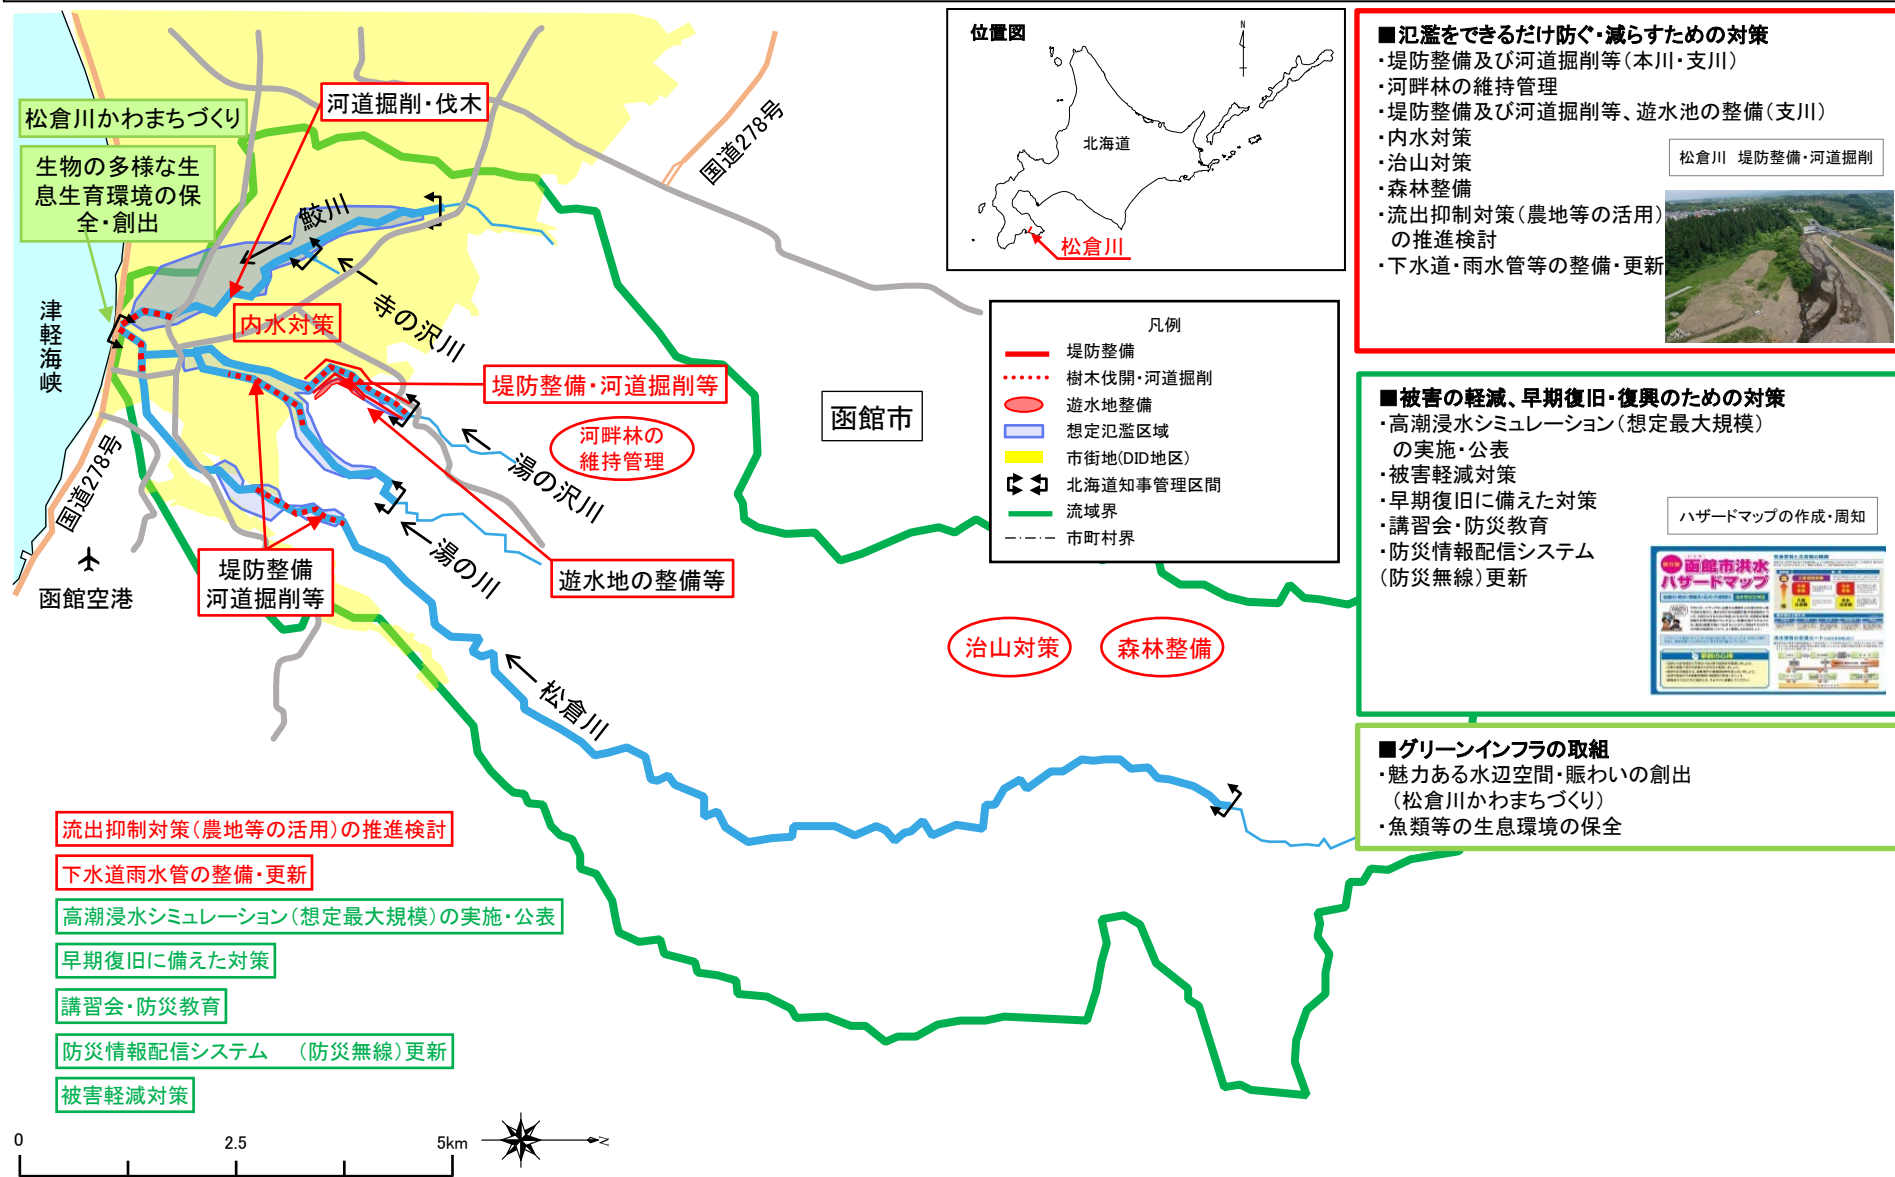 松倉川かわまちづくり
生物の多様な生
息生育環境の保
全・創出
河道掘削・伐木
国道278号
鮫川
寺の沢川
内水対策
津軽海峡
堤防整備・河道掘削等
河畔林の
維持管理
湯の沢川
湯の川
国道278号
函館空港
堤防整備
河道掘削等
遊水地の整備等
松倉川
函館市
治山対策
森林整備
位置図
N
北海道
松倉川
凡例
堤防整備
樹木伐開・河道掘削
遊水地整備
想定氾濫区域
市街地(DID地区)
北海道知事管理区間
流域界
市町村界
■氾濫をできるだけ防ぐ・減らすための対策
・堤防整備及び河道掘削等(本川・支川)
・河畔林の維持管理
・堤防整備及び河道掘削等、遊水池の整備(支川)
・内水対策
・治山対策
・森林整備
・流出抑制対策(農地等の活用)
の推進検討
・下水道・雨水管等の整備・更新
松倉川 堤防整備・河道掘削
■被害の軽減、早期復旧・復興のための対策
・高潮浸水シミュレーション(想定最大規模)
の実施・公表
・被害軽減対策
・早期復旧に備えた対策
・講習会・防災教育
・防災情報配信システム
(防災無線)更新
ハザードマップの作成・周知
函館市洪水
ハザードマップ
■グリーンインフラの取組
・魅力ある水辺空間・賑わいの創出
(松倉川かわまちづくり)
・魚類等の生息環境の保全
流出抑制対策(農地等の活用)の推進検討
下水道雨水管の整備・更新
高潮浸水シミュレーション(想定最大規模)の実施・公表
早期復旧に備えた対策
講習会・防災教育
防災情報配信システム (防災無線)更新
被害軽減対策
0 2.5 5km
N